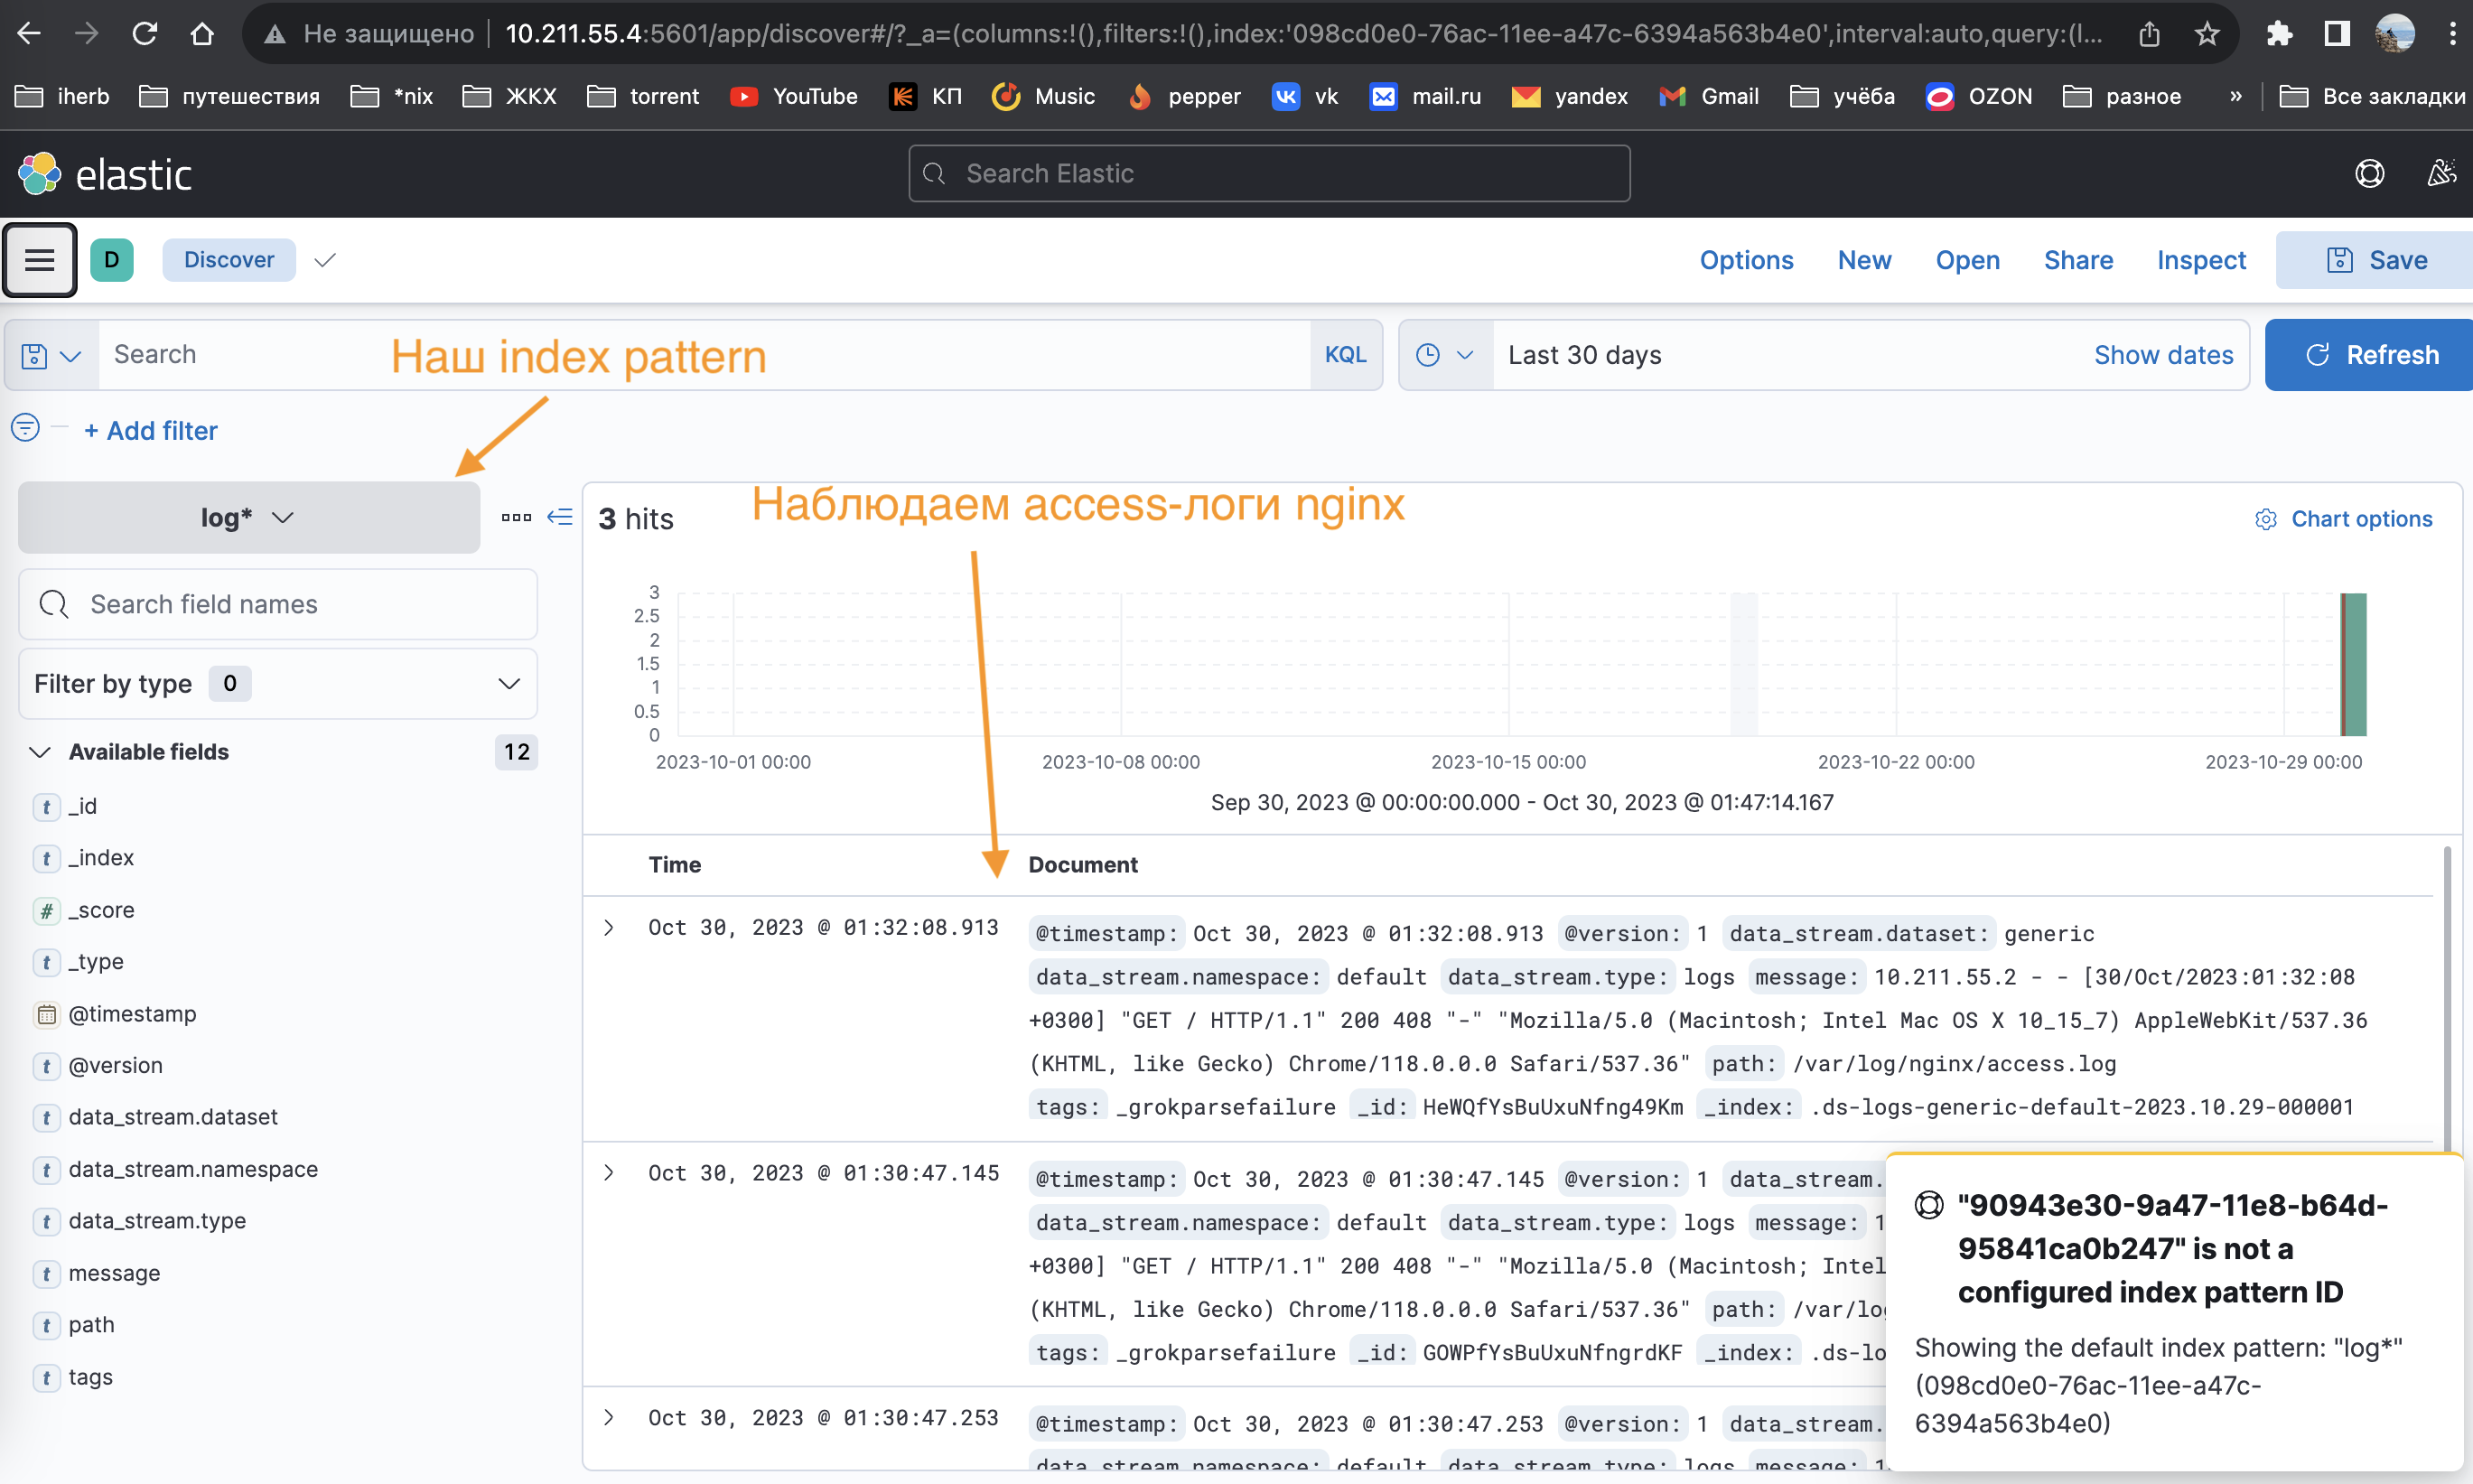 Не защищено 10.211.55.4:5601/app/discover#/?_a=(columns:!(),filters:!(),index:'098cd0e0-76ac-11ee-a47c-6394a563b4e0',interval:auto,query:(l...
iherb путешествия *nix ЖКХ torrent YouTube КП Music pepper vk mail.ru yandex Gmail учёба OZON разное » Все закладки
elastic Search Elastic
D Discover Options New Open Share Inspect Save
Search Наш index pattern KQL Last 30 days Show dates Refresh
+ Add filter
log* 3 hits Наблюдаем access-логи nginx Chart options
Search field names
Filter by type 0
Available fields 12
t _id
t _index
# _score
t _type
@timestamp
t @version
t data_stream.dataset
t data_stream.namespace
t data_stream.type
t message
t path
t tags
3
2.5
2
1.5
1
0.5
0
2023-10-01 00:00 2023-10-08 00:00 2023-10-15 00:00 2023-10-22 00:00 2023-10-29 00:00
Sep 30, 2023 @ 00:00:00.000 - Oct 30, 2023 @ 01:47:14.167
Time Document
Oct 30, 2023 @ 01:32:08.913 @timestamp: Oct 30, 2023 @ 01:32:08.913 @version: 1 data_stream.dataset: generic
data_stream.namespace: default data_stream.type: logs message: 10.211.55.2 - - [30/Oct/2023:01:32:08
+0300] "GET / HTTP/1.1" 200 408 "-" "Mozilla/5.0 (Macintosh; Intel Mac OS X 10_15_7) AppleWebKit/537.36
(KHTML, like Gecko) Chrome/118.0.0.0 Safari/537.36" path: /var/log/nginx/access.log
tags: _grokparsefailure _id: HeWQfYsBuUxuNfng49Km _index: .ds-logs-generic-default-2023.10.29-000001
Oct 30, 2023 @ 01:30:47.145 @timestamp: Oct 30, 2023 @ 01:30:47.145 @version: 1 data_stream.
data_stream.namespace: default data_stream.type: logs message: 1
+0300] "GET / HTTP/1.1" 200 408 "-" "Mozilla/5.0 (Macintosh; Intel
(KHTML, like Gecko) Chrome/118.0.0.0 Safari/537.36" path: /var/lo
tags: _grokparsefailure _id: GOWPfYsBuUxuNfngrdKF _index: .ds-lo
Oct 30, 2023 @ 01:30:47.253 @timestamp: Oct 30, 2023 @ 01:30:47.253 @version: 1 data_stream.
data_stream.namespace: default data_stream.type: logs message: 1
"90943e30-9a47-11e8-b64d-
95841ca0b247" is not a
configured index pattern ID
Showing the default index pattern: "log*"
(098cd0e0-76ac-11ee-a47c-
6394a563b4e0)